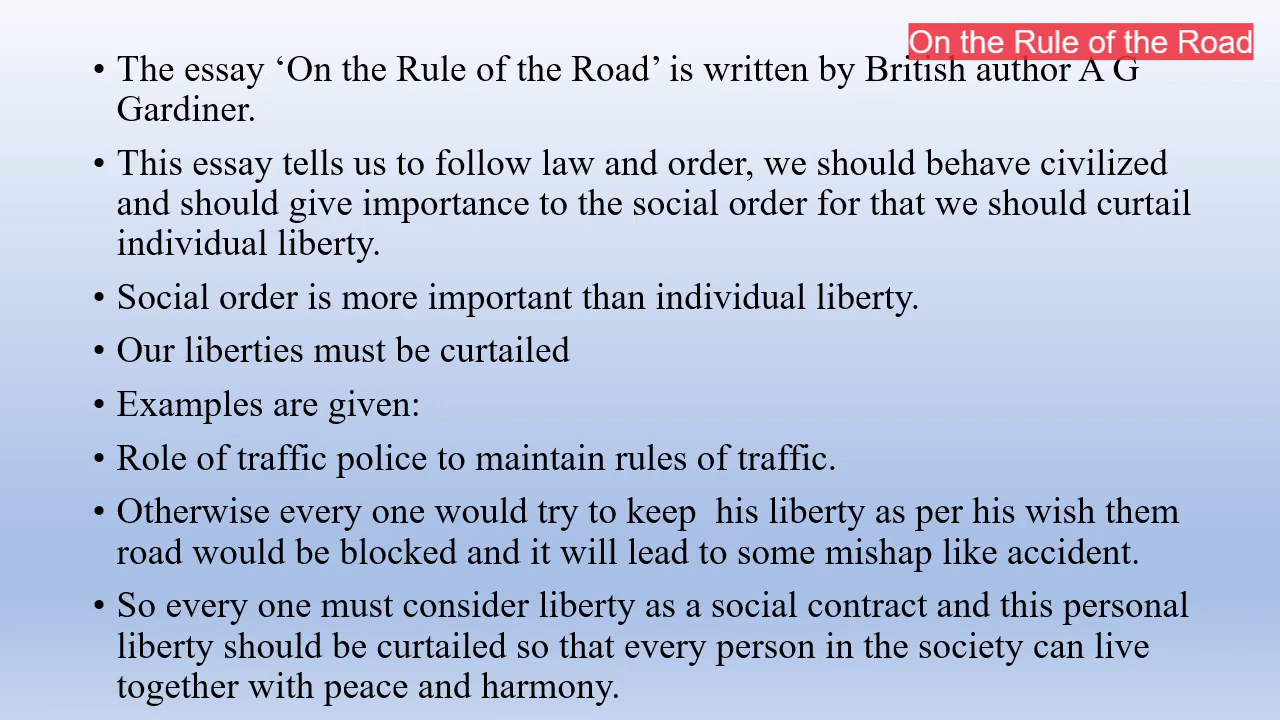 On the Rule of the Road
• The essay ‘On the Rule of the Road’ is written by British author A G
Gardiner.
• This essay tells us to follow law and order, we should behave civilized
and should give importance to the social order for that we should curtail
individual liberty.
• Social order is more important than individual liberty.
• Our liberties must be curtailed
• Examples are given:
• Role of traffic police to maintain rules of traffic.
• Otherwise every one would try to keep  his liberty as per his wish them
road would be blocked and it will lead to some mishap like accident.
• So every one must consider liberty as a social contract and this personal
liberty should be curtailed so that every person in the society can live
together with peace and harmony.